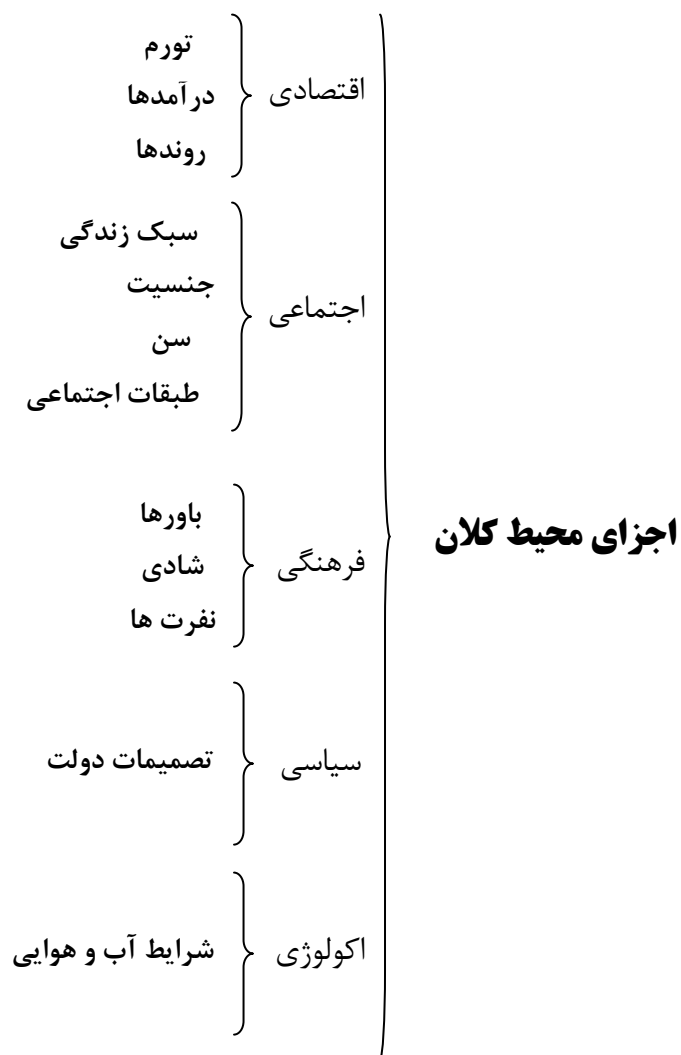 اجزای محیط کلان
اقتصادی
تورم
درآمدها
روندها
اجتماعی
سبک زندگی
جنسیت
سن
طبقات اجتماعی
فرهنگی
باورها
شادی
نفرت ها
سیاسی
تصمیمات دولت
اکولوژی
شرایط آب و هوایی